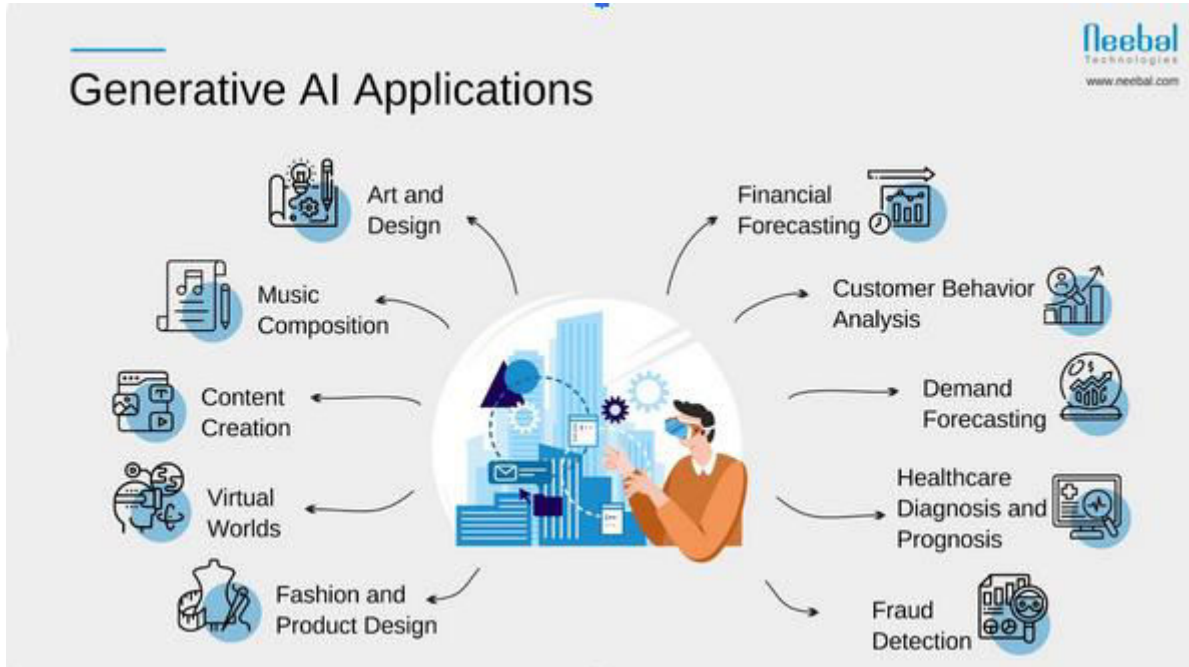 Neebal
Technologies
www.neebal.com
Generative AI Applications
Art and
Design
Music
Composition
Content
Creation
Virtual
Worlds
Fashion and
Product Design
Financial
Forecasting
Customer Behavior
Analysis
Demand
Forecasting
Healthcare
Diagnosis and
Prognosis
Fraud
Detection